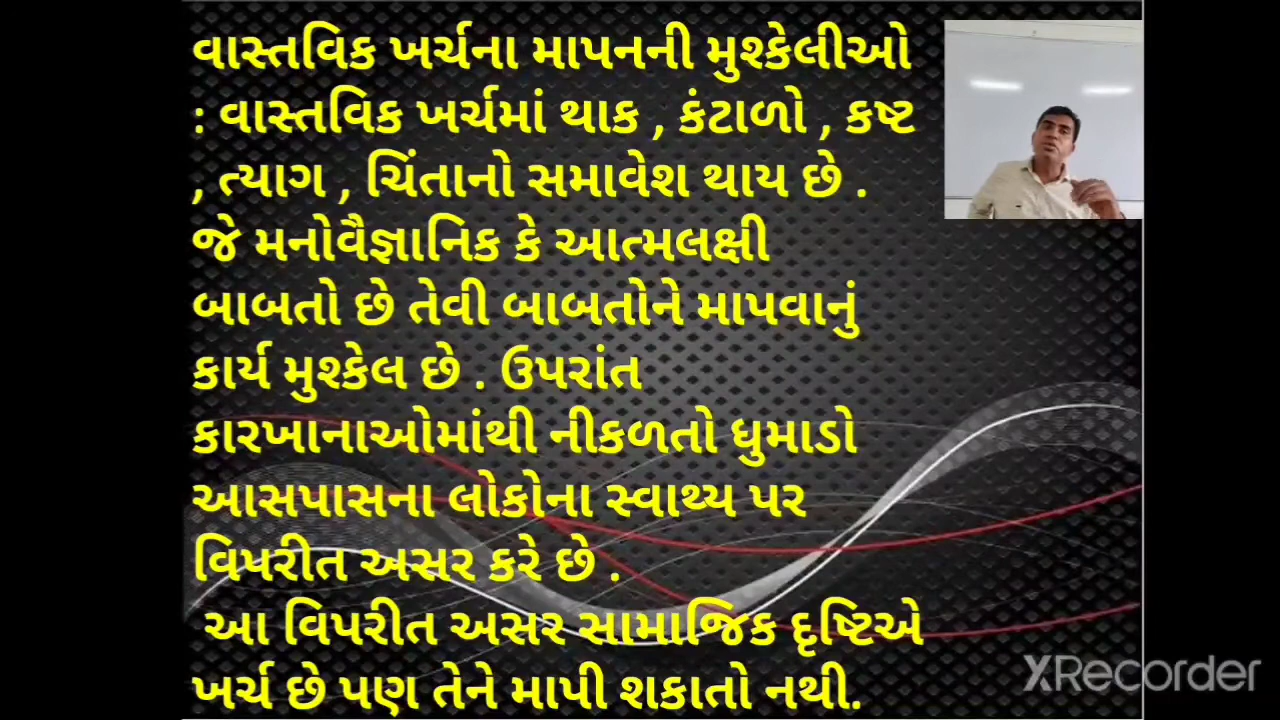 વાસ્તવિક ખર્ચના માપનની મુશ્કેલીઓ
: વાસ્તવિક ખર્ચમાં થાક , કંટાળો , કષ્ટ
, ત્યાગ , ચિંતાનો સમાવેશ થાય છે .
જે મનોવૈજ્ઞાનિક કે આત્મલક્ષી
બાબતો છે તેવી બાબતોને માપવાનું
કાર્ય મુશ્કેલ છે . ઉપરાંત
કારખાનાઓમાંથી નીકળતો ધુમાડો
આસપાસના લોકોના સ્વાથ્ય પર
વિપરીત અસર કરે છે .
આ વિપરીત અસર સામાજિક દૃષ્ટિએ
ખર્ચ છે પણ તેને માપી શકાતો નથી.
XRecorder